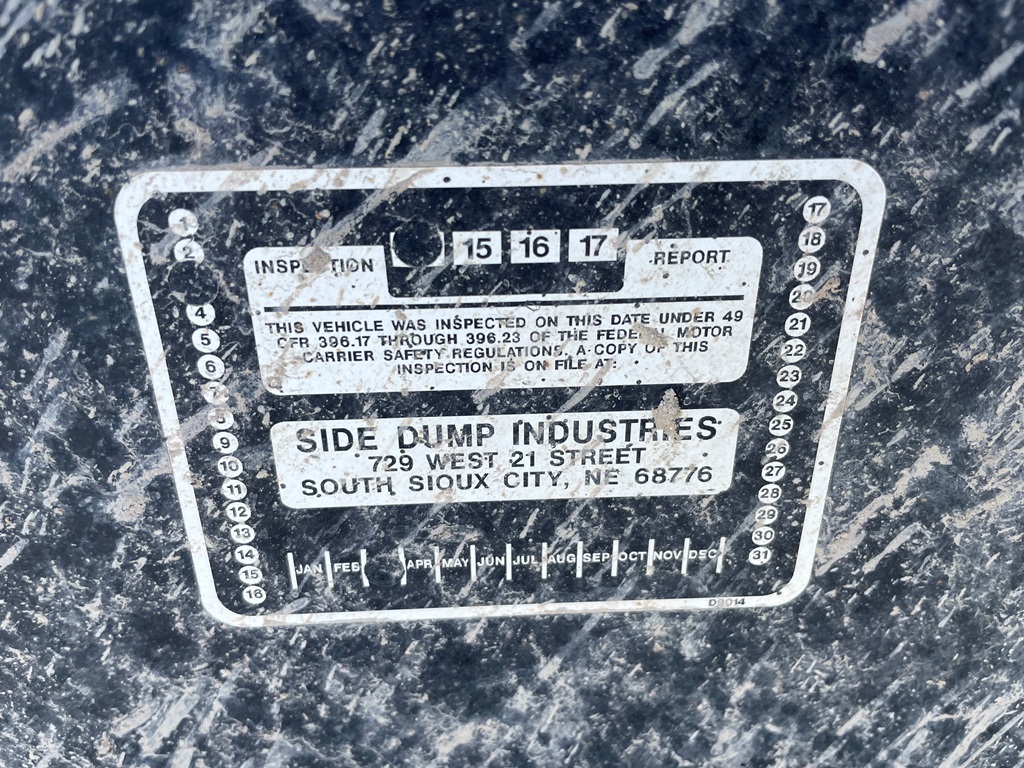 15 16 17
INSPECTION REPORT
THIS VEHICLE WAS INSPECTED ON THIS DATE UNDER 49
CFR 396.17 THROUGH 396.23 OF THE FEDERAL MOTOR
CARRIER SAFETY REGULATIONS. A COPY OF THIS
INSPECTION IS ON FILE AT:
SIDE DUMP INDUSTRIES
729 WEST 21 STREET
SOUTH SIOUX CITY, NE 68776
1
2
4
5
6
7
8
9
10
11
12
13
14
15
16
17
18
19
20
21
22
23
24
25
26
27
28
29
30
31
JAN FEB APR MAY JUN JUL AUG SEP OCT NOV DEC
D9014